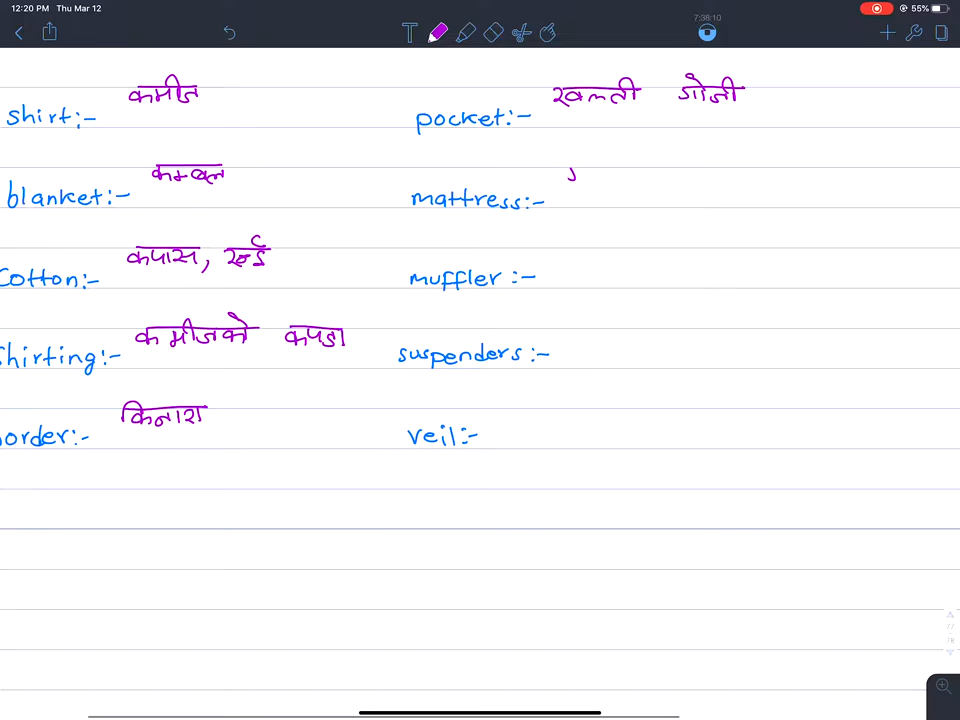 12:20 PM Thu Mar 12
55%
7:38:10
shirt:- कमीज
pocket:- खल्ती गोजी
blanket:- कम्बल
mattress:-
Cotton:- कपास, रूई
muffler:-
Shirting:- कमीजको कपडा
suspenders:-
border:- किनारा
veil:-